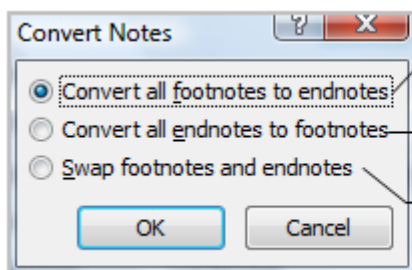 Convert Notes
?
X
Convert all footnotes to endnotes
Convert all endnotes to footnotes
Swap footnotes and endnotes
OK
Cancel